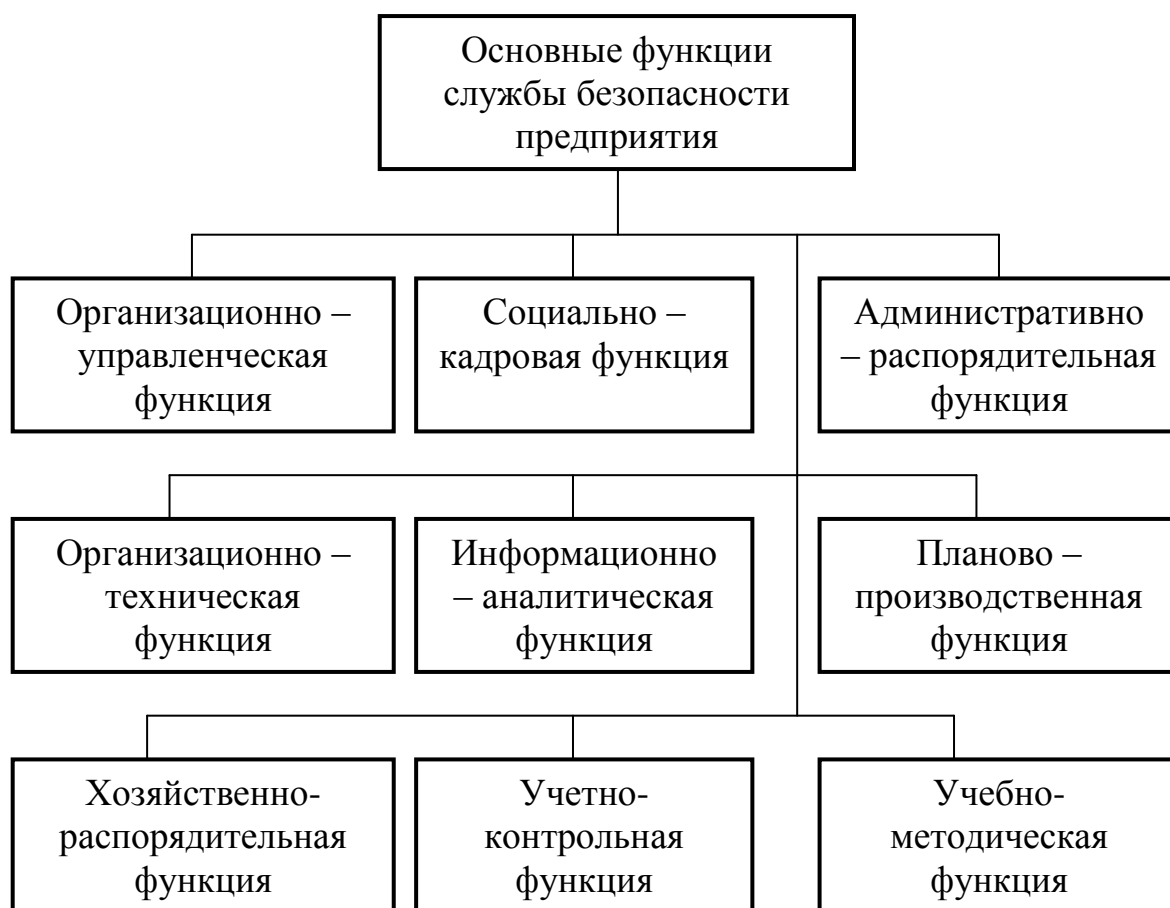 Основные функции
службы безопасности
предприятия
Организационно –
управленческая
функция
Социально –
кадровая функция
Административно
– распорядительная
функция
Организационно –
техническая
функция
Информационно
– аналитическая
функция
Планово –
производственная
функция
Хозяйственно-
распорядительная
функция
Учетно-
контрольная
функция
Учебно-
методическая
функция